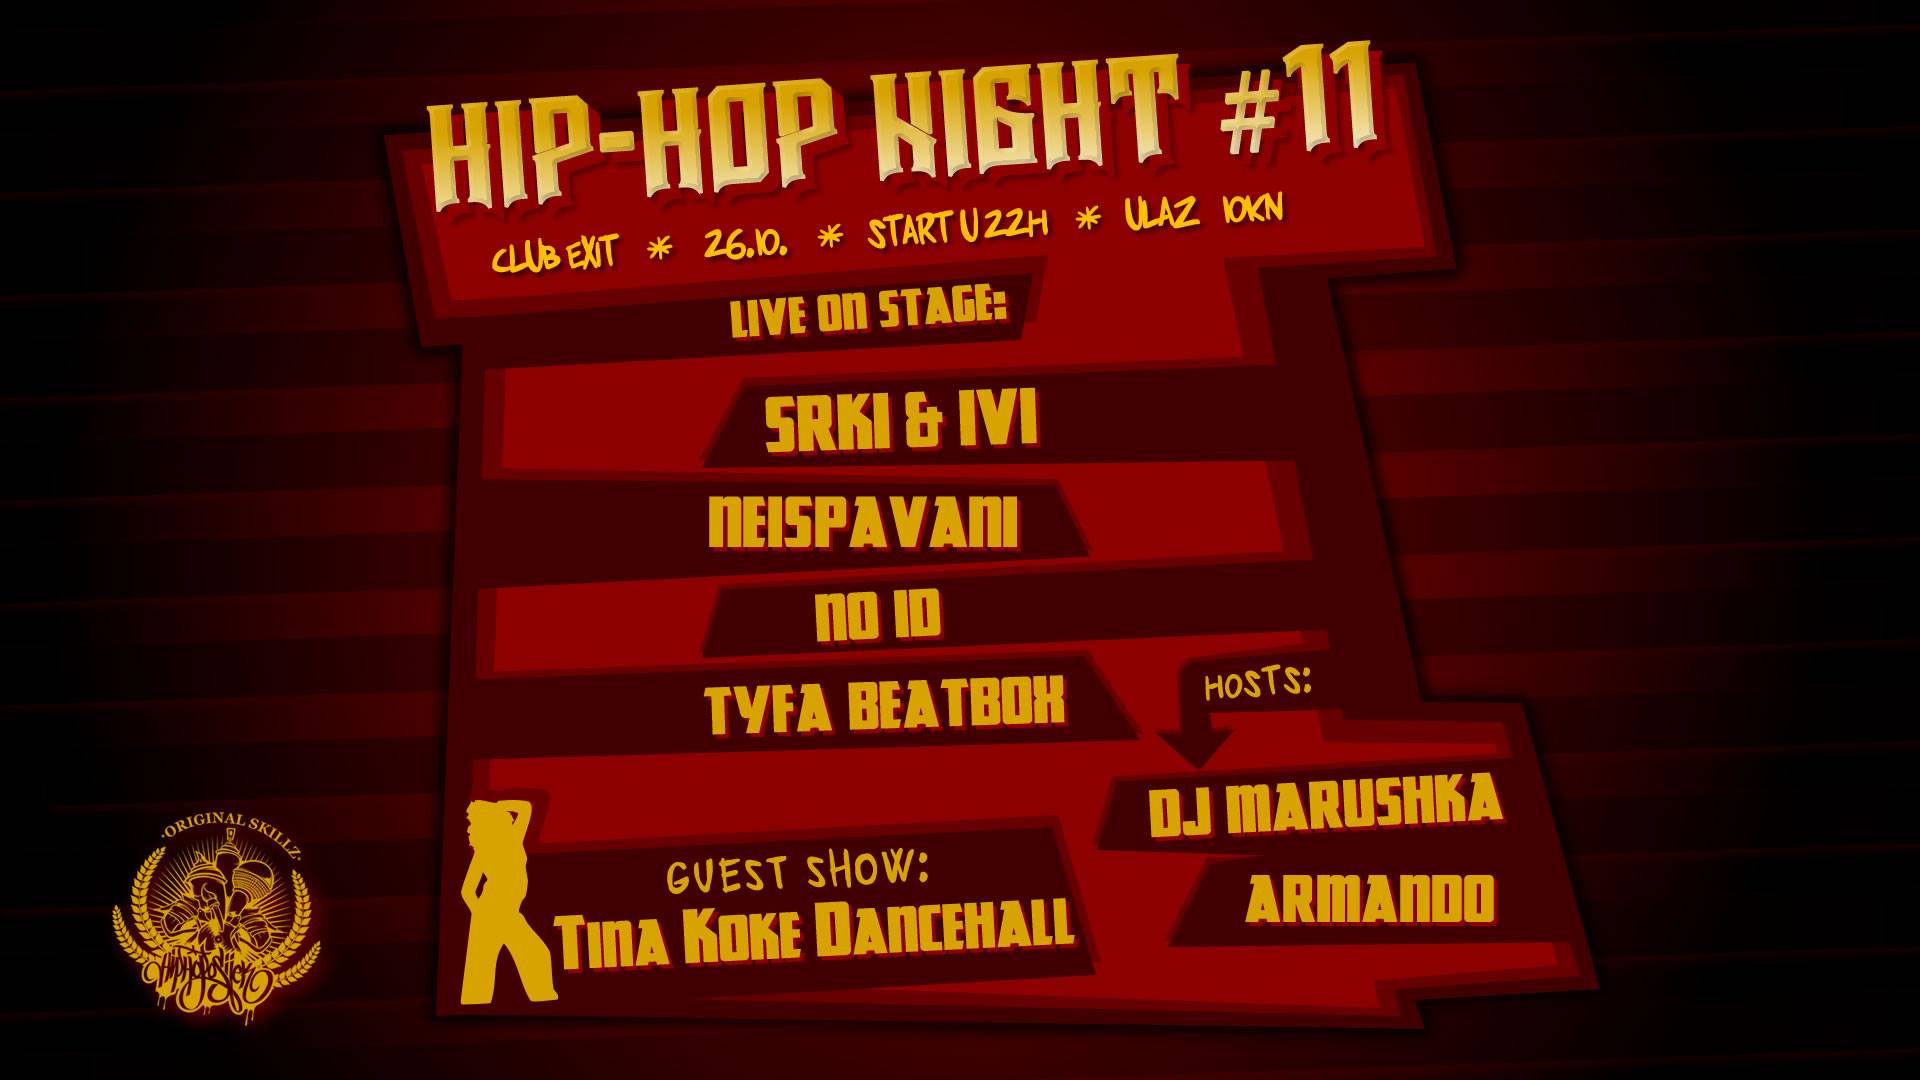 HIP-HOP NIGHT #11
CLUB EXIT * 26.10. * START U 22H * ULAZ 10KN
LIVE ON STAGE:
SRKI & IVI
NEISPAVANI
NO ID
TYFA BEATBOX
HOSTS:
DJ MARUSHKA
ARMANDO
GUEST SHOW:
TINA KOKE DANCEHALL
·ORIGINAL SKILLZ·
HIPHOPOSIJEK